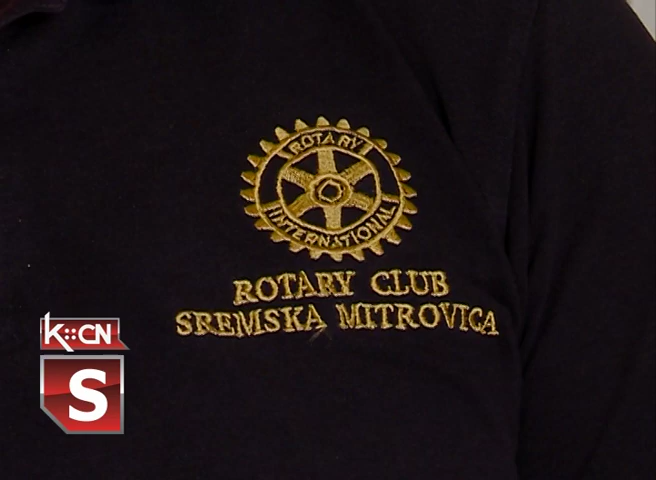 ROTARY
INTERNATIONAL
ROTARY CLUB
SREMSKA MITROVICA
K::CN
S